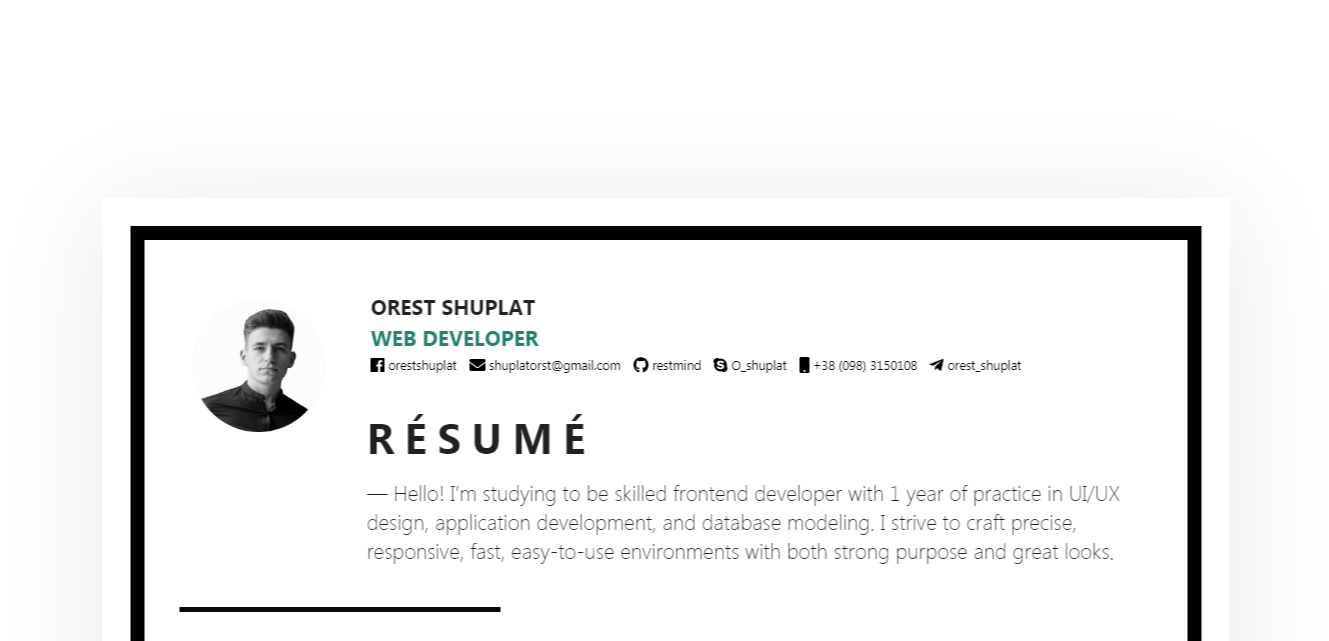 OREST SHUPLAT
WEB DEVELOPER
orestshuplat shuplatorst@gmail.com restmind O_shuplat +38 (098) 3150108 orest_shuplat
RÉSUMÉ
— Hello! I’m studying to be skilled frontend developer with 1 year of practice in UI/UX
design, application development, and database modeling. I strive to craft precise,
responsive, fast, easy-to-use environments with both strong purpose and great looks.